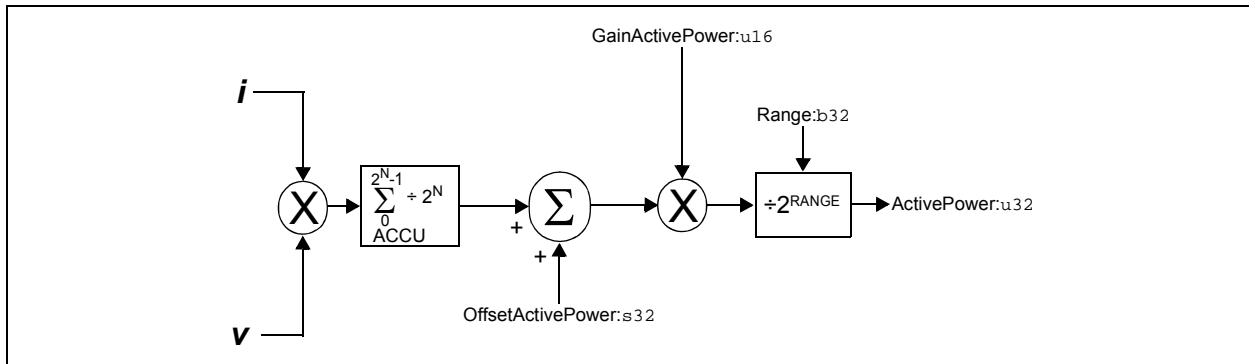 GainActivePower:u16
i
Range:b32
X
2^N-1
∑ ÷ 2^N
0
ACCU
+
Σ
+
X
÷2^RANGE
ActivePower:u32
OffsetActivePower:s32
v